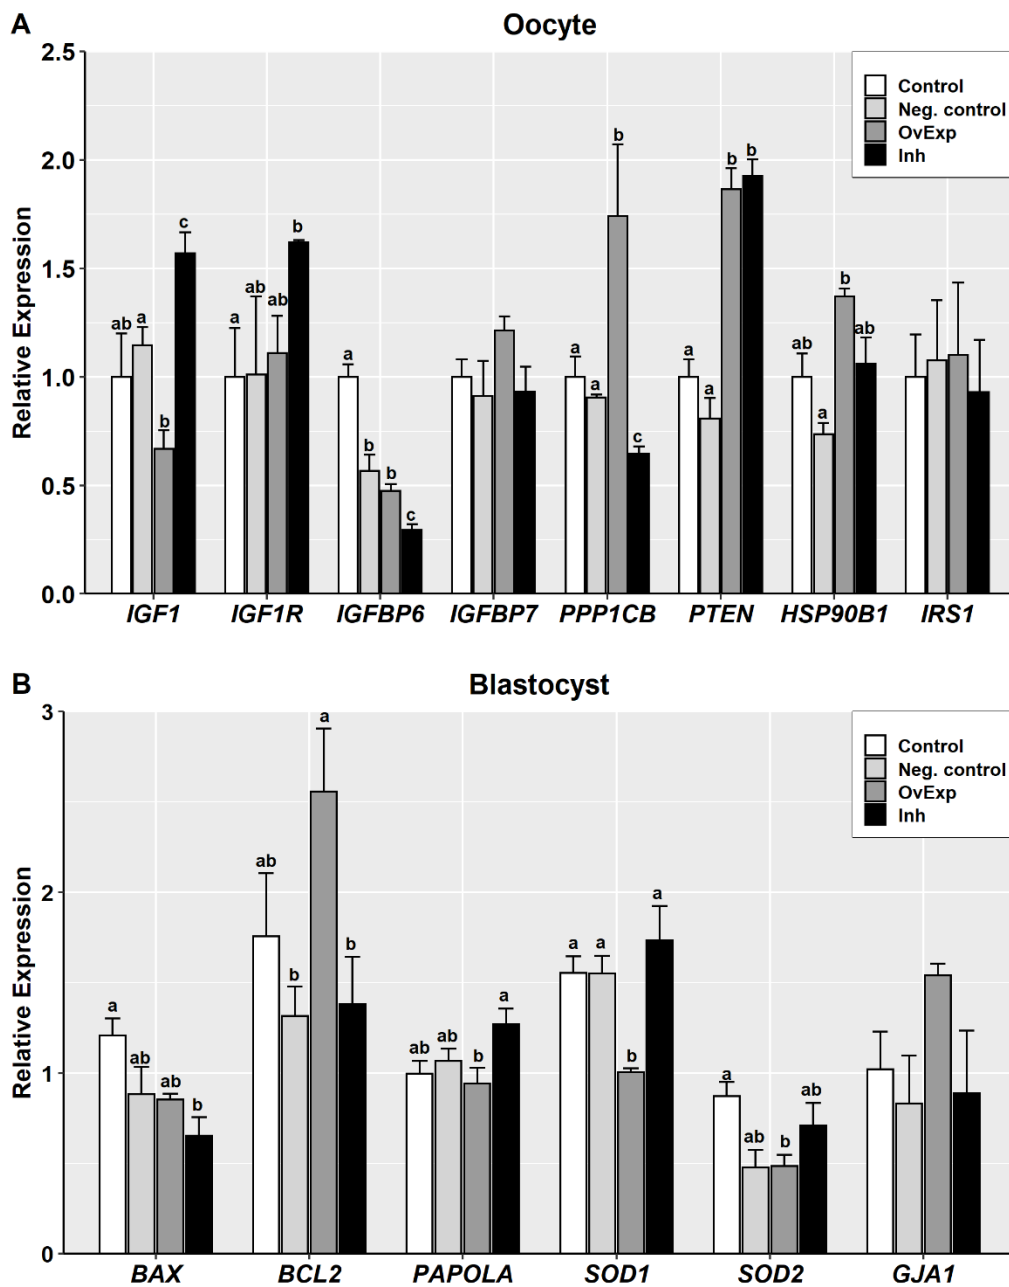 A
Oocyte
2.5
2.0
1.5
1.0
0.5
0.0
Relative Expression
Control
Neg. control
OvExp
Inh
ab a b c
a ab ab b
a b b c
a a b c
a a b b
ab a b ab
IGF1 IGF1R IGFBP6 IGFBP7 PPP1CB PTEN HSP90B1 IRS1
B
Blastocyst
3
2
1
0
Relative Expression
Control
Neg. control
OvExp
Inh
a ab ab b
ab b a b
ab ab b a
a a b a
a ab b ab
BAX BCL2 PAPOLA SOD1 SOD2 GJA1